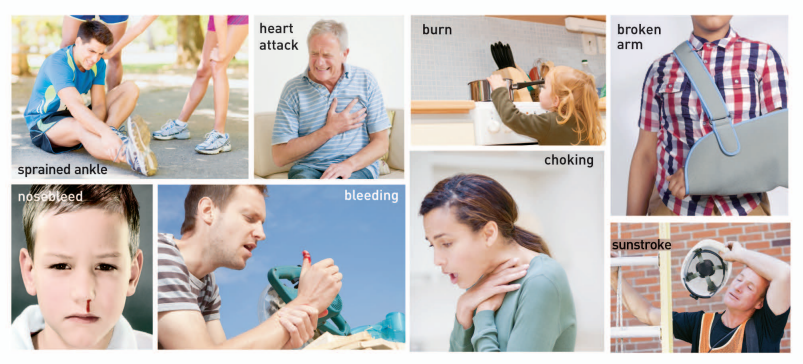 sprained ankle
heart
attack
burn
broken
arm
nosebleed
bleeding
choking
sunstroke